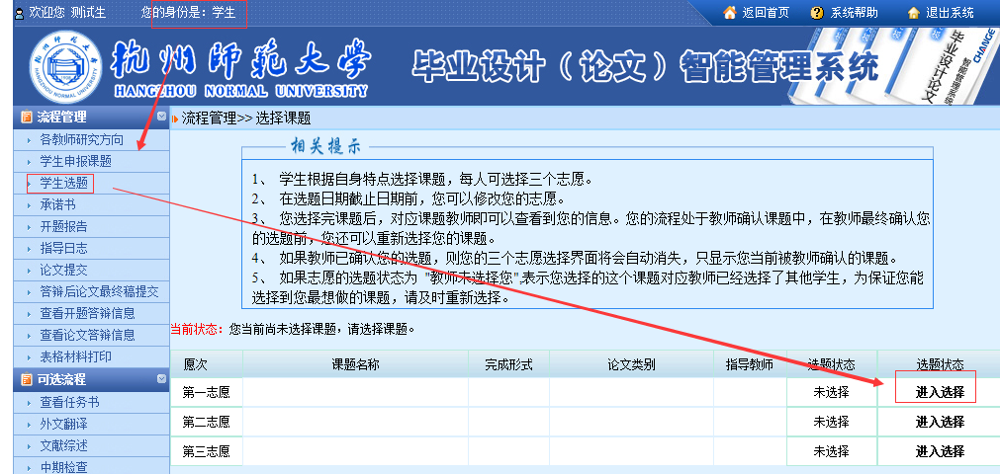 欢迎您 测试生 您的身份是：学生 返回首页 系统帮助 退出系统
杭州师范大学
HANGZHOU NORMAL UNIVERSITY
毕业设计（论文）智能管理系统
毕业设计论文
智能管理系统
CHANGE
流程管理
各教师研究方向
学生申报课题
学生选题
承诺书
开题报告
指导日志
论文提交
答辩后论文最终稿提交
查看开题答辩信息
查看论文答辩信息
表格材料打印
可选流程
查看任务书
外文翻译
文献综述
中期检查
流程管理>> 选择课题
相关提示
1、 学生根据自身特点选择课题，每人可选择三个志愿。
2、 在选题日期截止日期前，您可以修改您的志愿。
3、 您选择完课题后，对应课题教师即可以查看到您的信息。您的流程处于教师确认课题中，在教师最终确认您
的选题前，您还可以重新选择您的课题。
4、 如果教师已确认您的选题，则您的三个志愿选择界面将会自动消失，只显示您当前被教师确认的课题。
5、 如果志愿的选题状态为 "教师未选择您",表示您选择的这个课题对应教师已经选择了其他学生，为保证您能
选择到您最想做的课题，请及时重新选择。
当前状态：您当前尚未选择课题，请选择课题。
愿次 课题名称 完成形式 论文类别 指导教师 选题状态 选题状态
第一志愿 未选择 进入选择
第二志愿 未选择 进入选择
第三志愿 未选择 进入选择